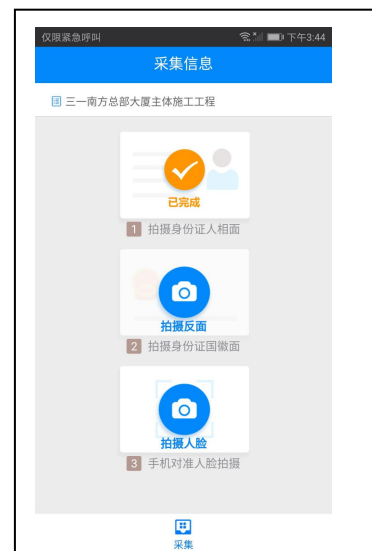 仅限紧急呼叫 下午3:44
采集信息
三一南方总部大厦主体施工工程
已完成
1 拍摄身份证人相面
拍摄反面
2 拍摄身份证国徽面
拍摄人脸
3 手机对准人脸拍摄
采集